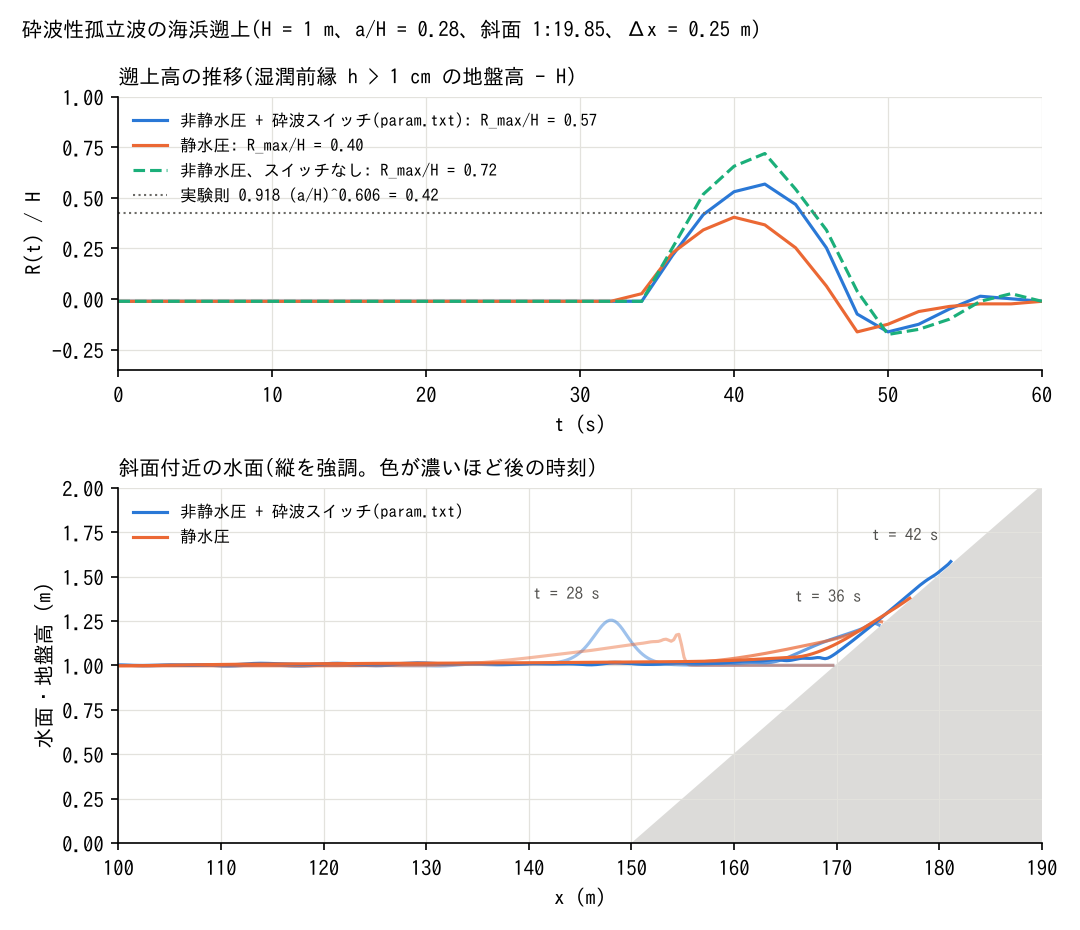 砕波性孤立波の海浜遡上(H = 1 m、a/H = 0.28、斜面 1:19.85、Δx = 0.25 m)
遡上高の推移(湿潤前縁 h > 1 cm の地盤高 − H)
1.00
0.75
0.50
0.25
0.00
−0.25
R(t) / H
非静水圧 + 砕波スイッチ(param.txt): R_max/H = 0.57
静水圧: R_max/H = 0.40
非静水圧、スイッチなし: R_max/H = 0.72
実験則 0.918 (a/H)^0.606 = 0.42
0 10 20 30 40 50 60
t (s)
斜面付近の水面(縦を強調。色が濃いほど後の時刻)
2.00
1.75
1.50
1.25
1.00
0.75
0.50
0.25
0.00
水面・地盤高 (m)
非静水圧 + 砕波スイッチ(param.txt)
静水圧
t = 42 s
t = 28 s
t = 36 s
100 110 120 130 140 150 160 170 180 190
x (m)